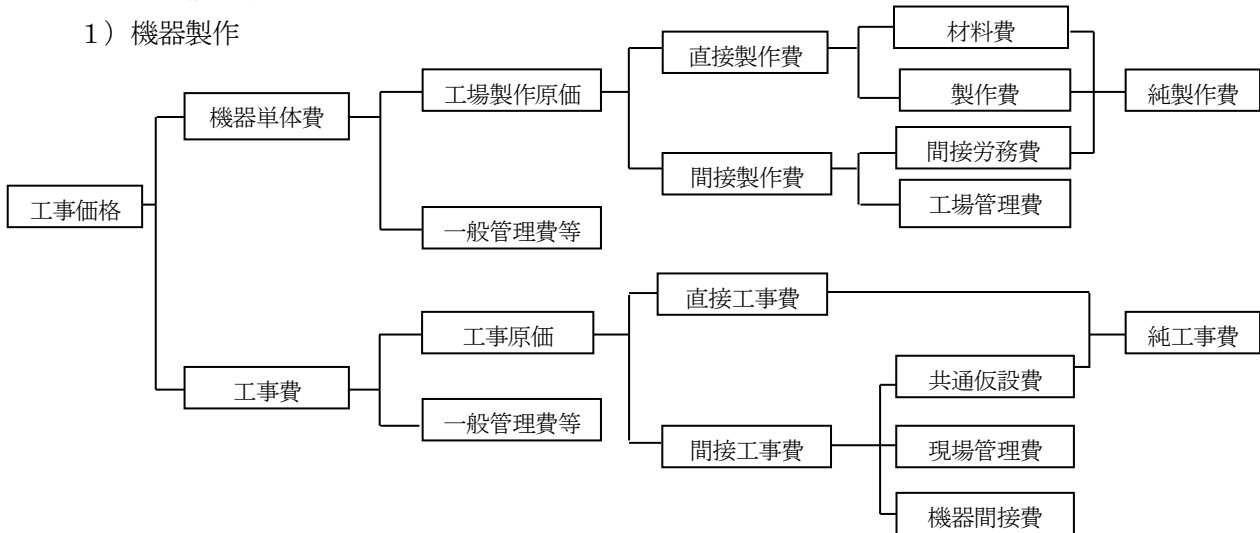 1）機器製作
材料費
直接製作費
製作費
純製作費
工場製作原価
機器単体費
間接労務費
間接製作費
工場管理費
工事価格
一般管理費等
直接工事費
工事原価
純工事費
共通仮設費
工事費
一般管理費等
間接工事費
現場管理費
機器間接費